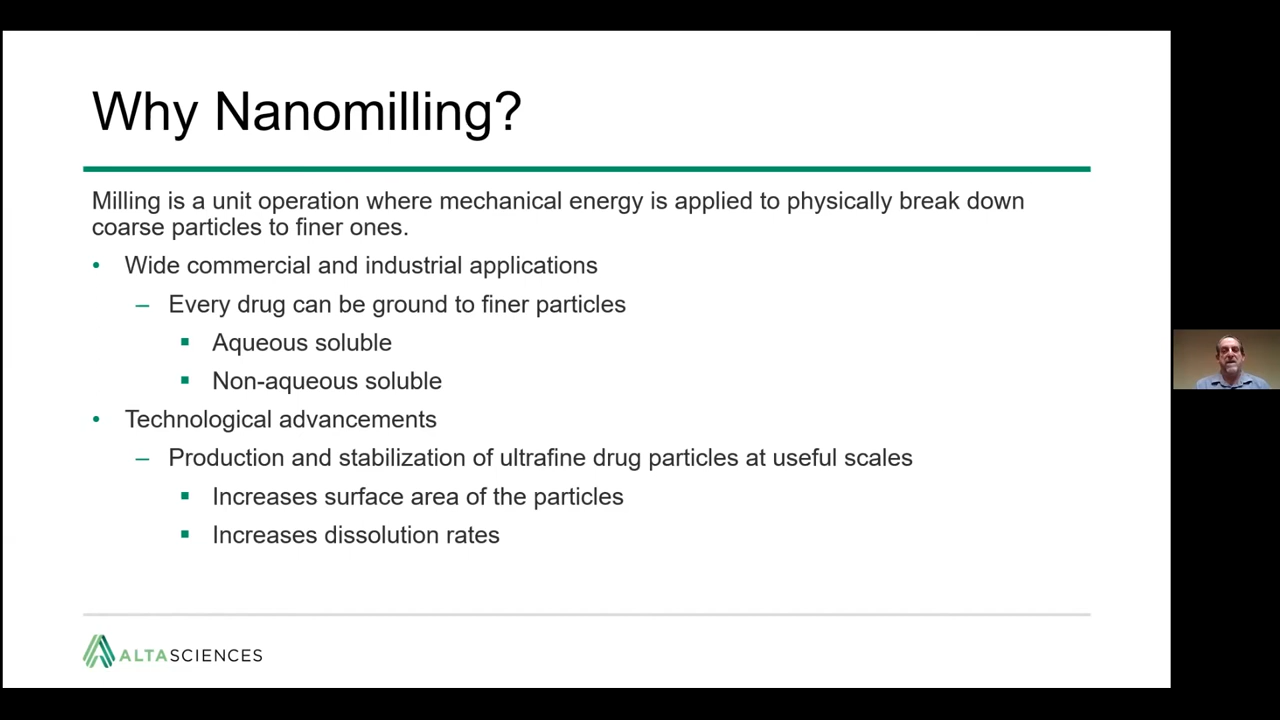 Why Nanomilling?
Milling is a unit operation where mechanical energy is applied to physically break down
coarse particles to finer ones.
• Wide commercial and industrial applications
– Every drug can be ground to finer particles
▪ Aqueous soluble
▪ Non-aqueous soluble
• Technological advancements
– Production and stabilization of ultrafine drug particles at useful scales
▪ Increases surface area of the particles
▪ Increases dissolution rates
ALTASCIENCES